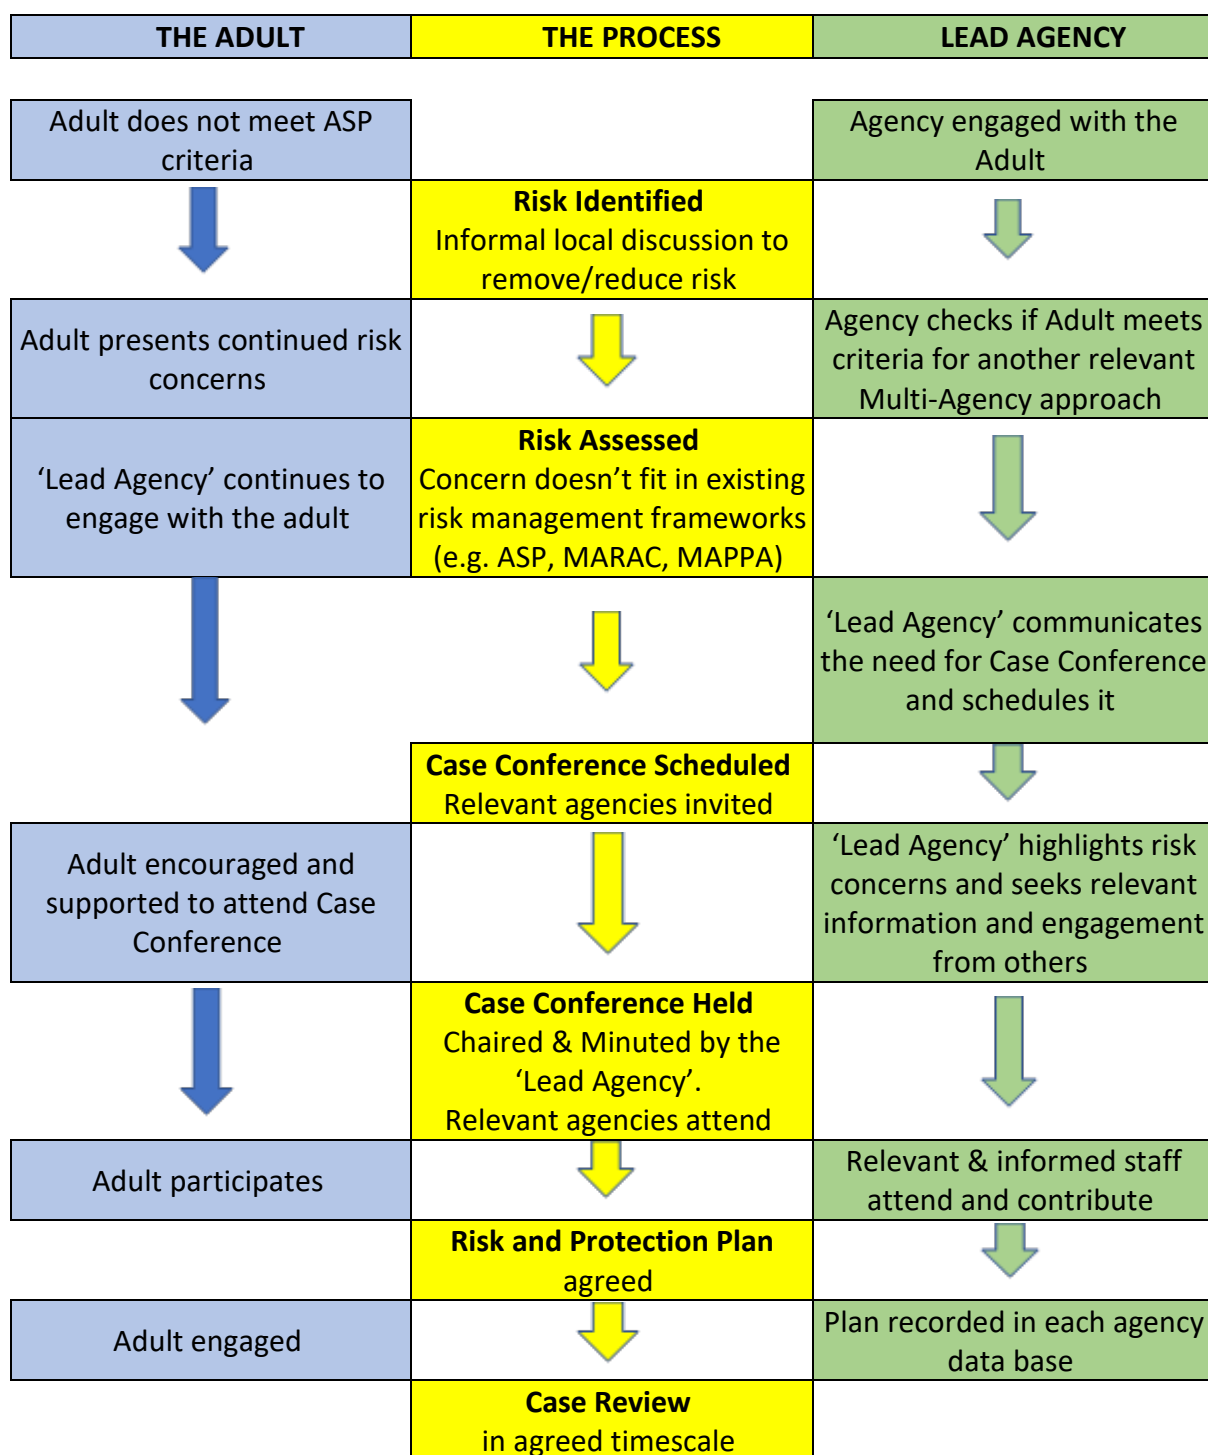 THE ADULT
THE PROCESS
LEAD AGENCY
Adult does not meet ASP
criteria
Agency engaged with the
Adult
Risk Identified
Informal local discussion to
remove/reduce risk
Adult presents continued risk
concerns
Agency checks if Adult meets
criteria for another relevant
Multi-Agency approach
‘Lead Agency’ continues to
engage with the adult
Risk Assessed
Concern doesn’t fit in existing
risk management frameworks
(e.g. ASP, MARAC, MAPPA)
‘Lead Agency’ communicates
the need for Case Conference
and schedules it
Case Conference Scheduled
Relevant agencies invited
Adult encouraged and
supported to attend Case
Conference
‘Lead Agency’ highlights risk
concerns and seeks relevant
information and engagement
from others
Case Conference Held
Chaired & Minuted by the
‘Lead Agency’.
Relevant agencies attend
Adult participates
Relevant & informed staff
attend and contribute
Risk and Protection Plan
agreed
Adult engaged
Plan recorded in each agency
data base
Case Review
in agreed timescale